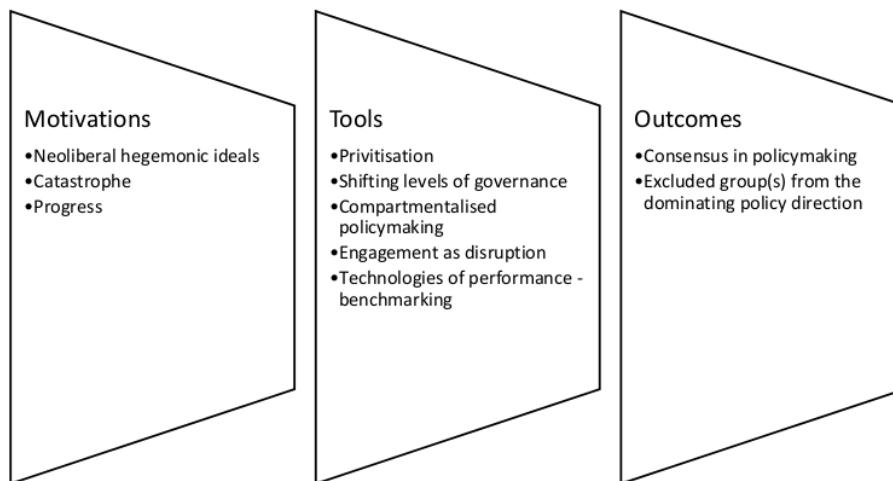 Motivations
•Neoliberal hegemonic ideals
•Catastrophe
•Progress
Tools
•Privitisation
•Shifting levels of governance
•Compartmentalised
policymaking
•Engagement as disruption
•Technologies of performance -
benchmarking
Outcomes
•Consensus in policymaking
•Excluded group(s) from the
dominating policy direction